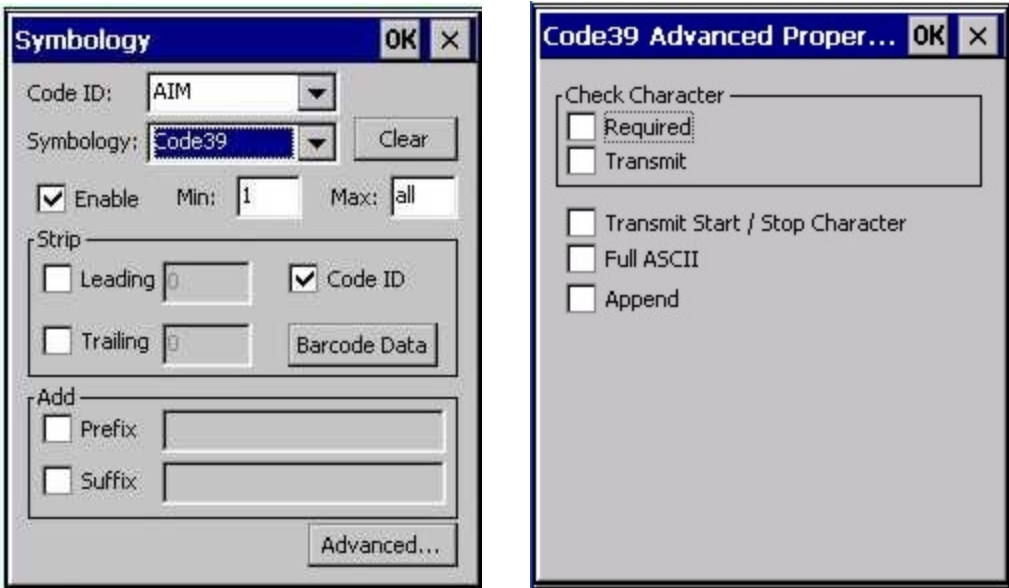 Symbology OK ×
Code ID: AIM
Symbology: Code39 Clear
Enable Min: 1 Max: all
Strip
Leading 0 Code ID
Trailing 0 Barcode Data
Add
Prefix
Suffix
Advanced...
Code39 Advanced Proper... OK ×
Check Character
Required
Transmit
Transmit Start / Stop Character
Full ASCII
Append